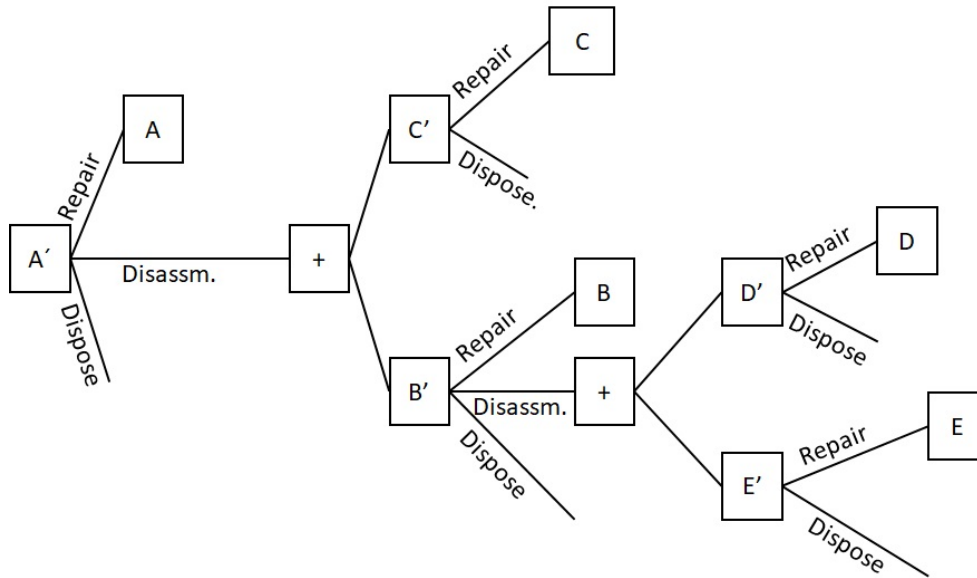 C
Repair
A
C’
Repair
Dispose.
A´
Disassm.
+
Dispose
D
Repair
B
D’
Repair
Dispose
B’
Disassm.
+
Dispose
E
Repair
E’
Dispose